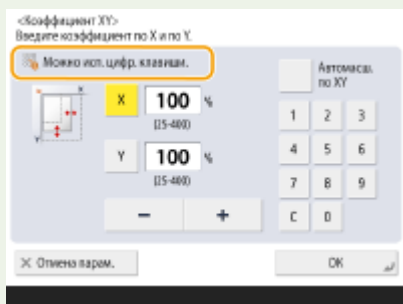 <Коэффициент XY>
Введите коэффициент по X и по Y.
Можно исп. цифр. клавиши.
Автомасш.
по XY
X
X 100 %
(25-400)
Y
Y 100 %
(25-400)
1 2 3
4 5 6
7 8 9
C 0
- +
× Отмена парам.
OK